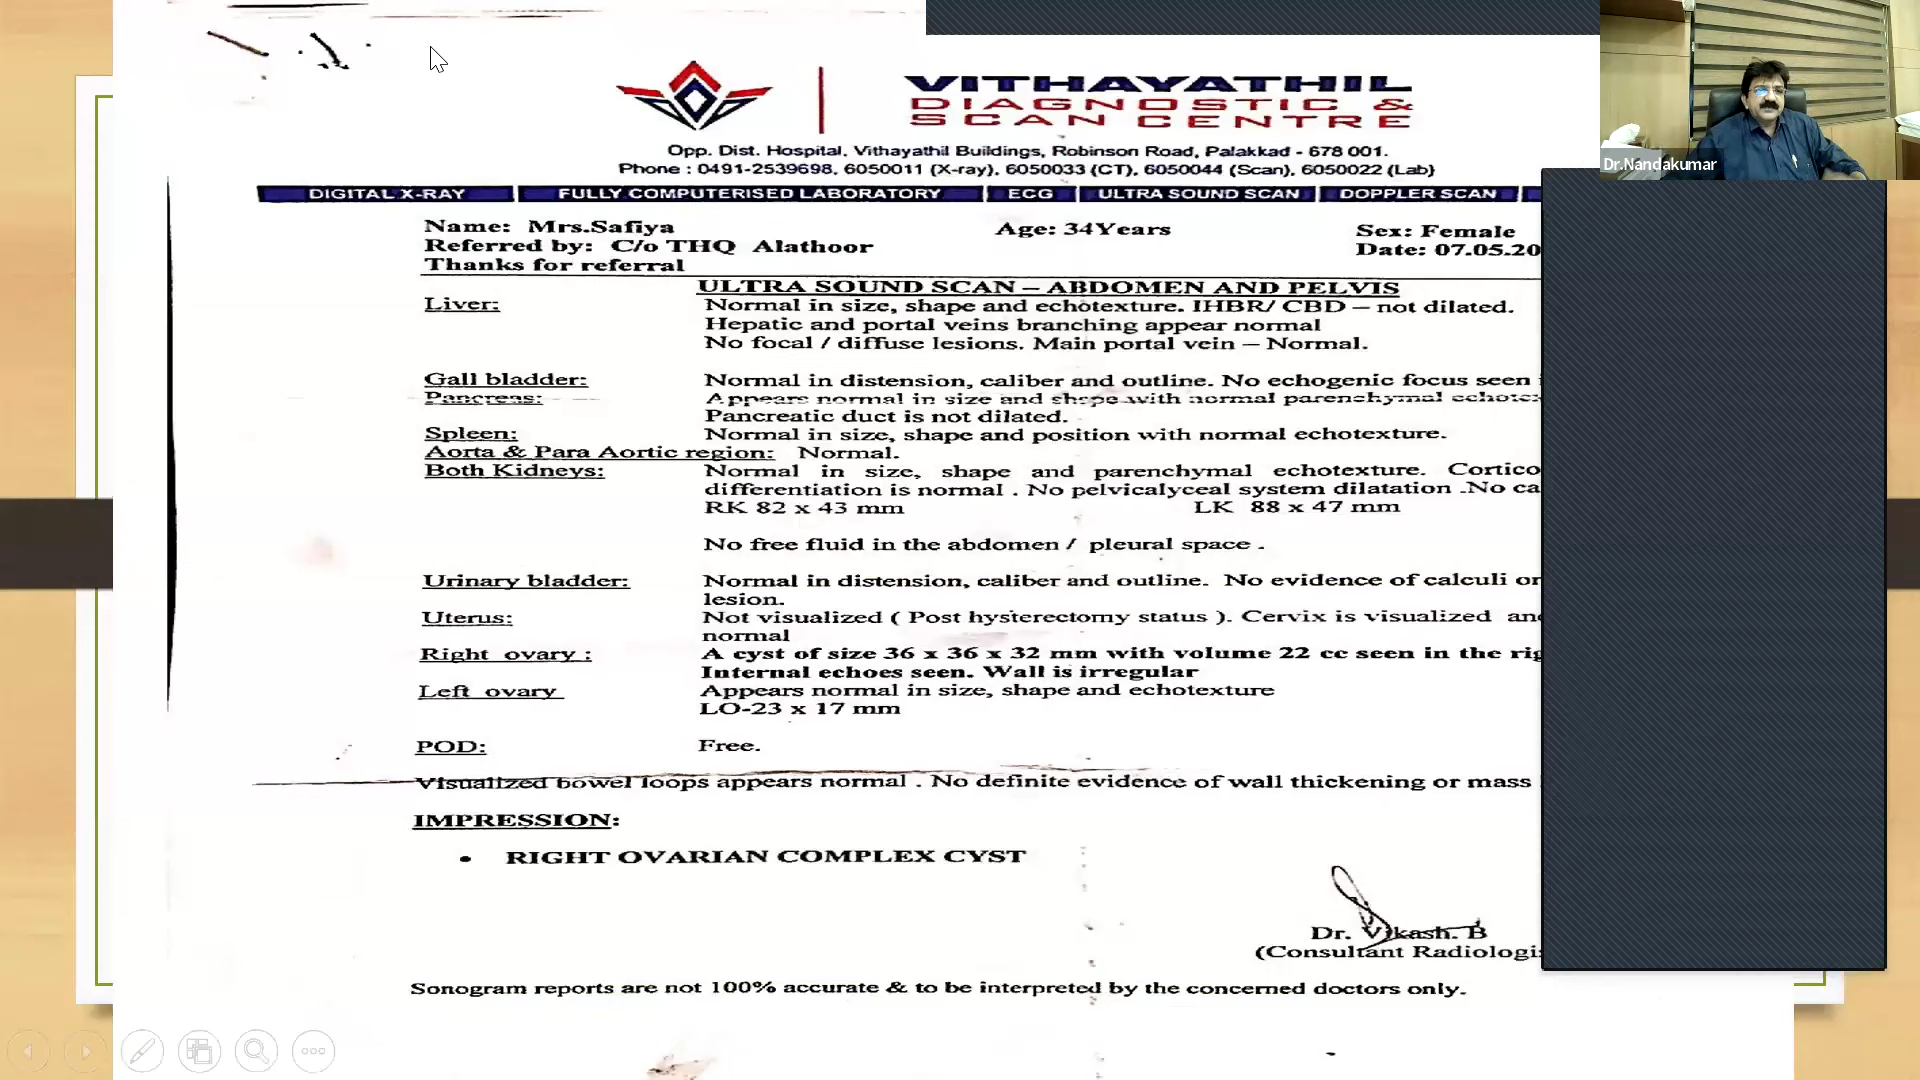 VITHAYATHIL
DIAGNOSTIC &
SCAN CENTRE
Opp. Dist. Hospital, Vithayathil Buildings, Robinson Road, Palakkad - 678 001.
Phone : 0491-2539698, 6050011 (X-ray), 6050033 (CT), 6050044 (Scan), 6050022 (Lab)
Dr.Nandakumar
DIGITAL X-RAY FULLY COMPUTERISED LABORATORY ECG ULTRA SOUND SCAN DOPPLER SCAN
Name: Mrs.Safiya Age: 34Years Sex: Female
Referred by: C/o THQ Alathoor Date: 07.05.20
Thanks for referral
ULTRA SOUND SCAN – ABDOMEN AND PELVIS
Liver: Normal in size, shape and echotexture. IHBR/ CBD – not dilated.
Hepatic and portal veins branching appear normal
No focal / diffuse lesions. Main portal vein – Normal.
Gall bladder: Normal in distension, caliber and outline. No echogenic focus seen
Pancreas: Appears normal in size and shape with normal parenchymal
Pancreatic duct is not dilated.
Spleen: Normal in size, shape and position with normal echotexture.
Aorta & Para Aortic region: Normal.
Both Kidneys: Normal in size, shape and parenchymal echotexture. Cortico
differentiation is normal . No pelvicalyceal system dilatation .No ca
RK 82 x 43 mm LK 88 x 47 mm
No free fluid in the abdomen / pleural space .
Urinary bladder: Normal in distension, caliber and outline. No evidence of calculi or
lesion.
Uterus: Not visualized ( Post hysterectomy status ). Cervix is visualized and
normal
Right ovary : A cyst of size 36 x 36 x 32 mm with volume 22 cc seen in the
Internal echoes seen. Wall is irregular
Left ovary Appears normal in size, shape and echotexture
LO-23 x 17 mm
POD: Free.
Visualized bowel loops appears normal . No definite evidence of wall thickening or mass
IMPRESSION:
• RIGHT OVARIAN COMPLEX CYST
Dr. Vikash. B
(Consultant Radiologi
Sonogram reports are not 100% accurate & to be interpreted by the concerned doctors only.